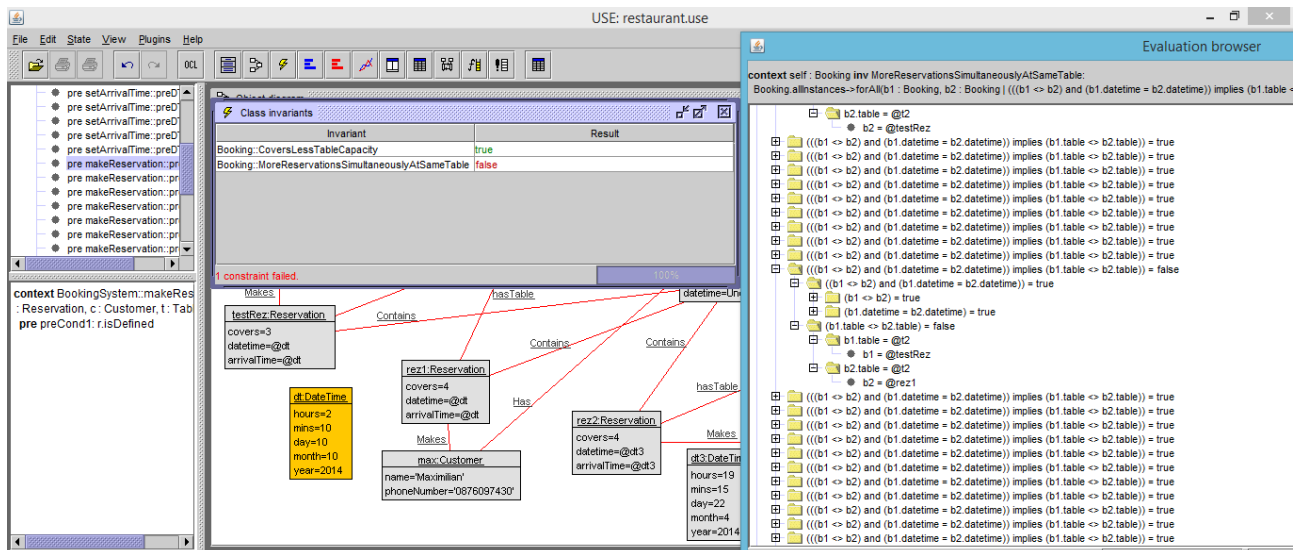 USE: restaurant.use
File Edit State View Plugins Help
OCL
pre setArrivalTime::preD
pre setArrivalTime::preD
pre setArrivalTime::preD
pre setArrivalTime::preD
pre setArrivalTime::preD
pre makeReservation::pr
pre makeReservation::pr
pre makeReservation::pr
pre makeReservation::pr
pre makeReservation::pr
pre makeReservation::pr
pre makeReservation::pr
context BookingSystem::makeRes
: Reservation, c : Customer, t : Tab
pre preCond1: r.isDefined
Object diagram
Class invariants
Invariant Result
Booking::CoversLessTableCapacity true
Booking::MoreReservationsSimultaneouslyAtSameTable false
1 constraint failed. 100%
Makes
hasTable
datetime=Un
testRez:Reservation
covers=3
datetime=@dt
arrivalTime=@dt
Contains
Contains
Contains
rez1:Reservation
covers=4
datetime=@dt
arrivalTime=@dt
Has
hasTable
dt:DateTime
hours=2
mins=10
day=10
month=10
year=2014
Makes
rez2:Reservation
covers=4
datetime=@dt3
arrivalTime=@dt3
Makes
max:Customer
name='Maximilian'
phoneNumber='0876097430'
dt3:DateTim
hours=19
mins=15
day=22
month=4
year=2014
Evaluation browser
context self : Booking inv MoreReservationsSimultaneouslyAtSameTable:
Booking.allInstances->forAll(b1 : Booking, b2 : Booking | (((b1 <> b2) and (b1.datetime = b2.datetime)) implies (b1.table <
b2.table = @t2
b2 = @testRez
(((b1 <> b2) and (b1.datetime = b2.datetime)) implies (b1.table <> b2.table)) = true
(((b1 <> b2) and (b1.datetime = b2.datetime)) implies (b1.table <> b2.table)) = true
(((b1 <> b2) and (b1.datetime = b2.datetime)) implies (b1.table <> b2.table)) = true
(((b1 <> b2) and (b1.datetime = b2.datetime)) implies (b1.table <> b2.table)) = true
(((b1 <> b2) and (b1.datetime = b2.datetime)) implies (b1.table <> b2.table)) = true
(((b1 <> b2) and (b1.datetime = b2.datetime)) implies (b1.table <> b2.table)) = true
(((b1 <> b2) and (b1.datetime = b2.datetime)) implies (b1.table <> b2.table)) = true
(((b1 <> b2) and (b1.datetime = b2.datetime)) implies (b1.table <> b2.table)) = true
(((b1 <> b2) and (b1.datetime = b2.datetime)) implies (b1.table <> b2.table)) = true
(((b1 <> b2) and (b1.datetime = b2.datetime)) implies (b1.table <> b2.table)) = false
((b1 <> b2) and (b1.datetime = b2.datetime)) = true
(b1 <> b2) = true
(b1.datetime = b2.datetime) = true
(b1.table <> b2.table) = false
b1.table = @t2
b1 = @testRez
b2.table = @t2
b2 = @rez1
(((b1 <> b2) and (b1.datetime = b2.datetime)) implies (b1.table <> b2.table)) = true
(((b1 <> b2) and (b1.datetime = b2.datetime)) implies (b1.table <> b2.table)) = true
(((b1 <> b2) and (b1.datetime = b2.datetime)) implies (b1.table <> b2.table)) = true
(((b1 <> b2) and (b1.datetime = b2.datetime)) implies (b1.table <> b2.table)) = true
(((b1 <> b2) and (b1.datetime = b2.datetime)) implies (b1.table <> b2.table)) = true
(((b1 <> b2) and (b1.datetime = b2.datetime)) implies (b1.table <> b2.table)) = true
(((b1 <> b2) and (b1.datetime = b2.datetime)) implies (b1.table <> b2.table)) = true
(((b1 <> b2) and (b1.datetime = b2.datetime)) implies (b1.table <> b2.table)) = true
(((b1 <> b2) and (b1.datetime = b2.datetime)) implies (b1.table <> b2.table)) = true
(((b1 <> b2) and (b1.datetime = b2.datetime)) implies (b1.table <> b2.table)) = true
(((b1 <> b2) and (b1.datetime = b2.datetime)) implies (b1.table <> b2.table)) = true